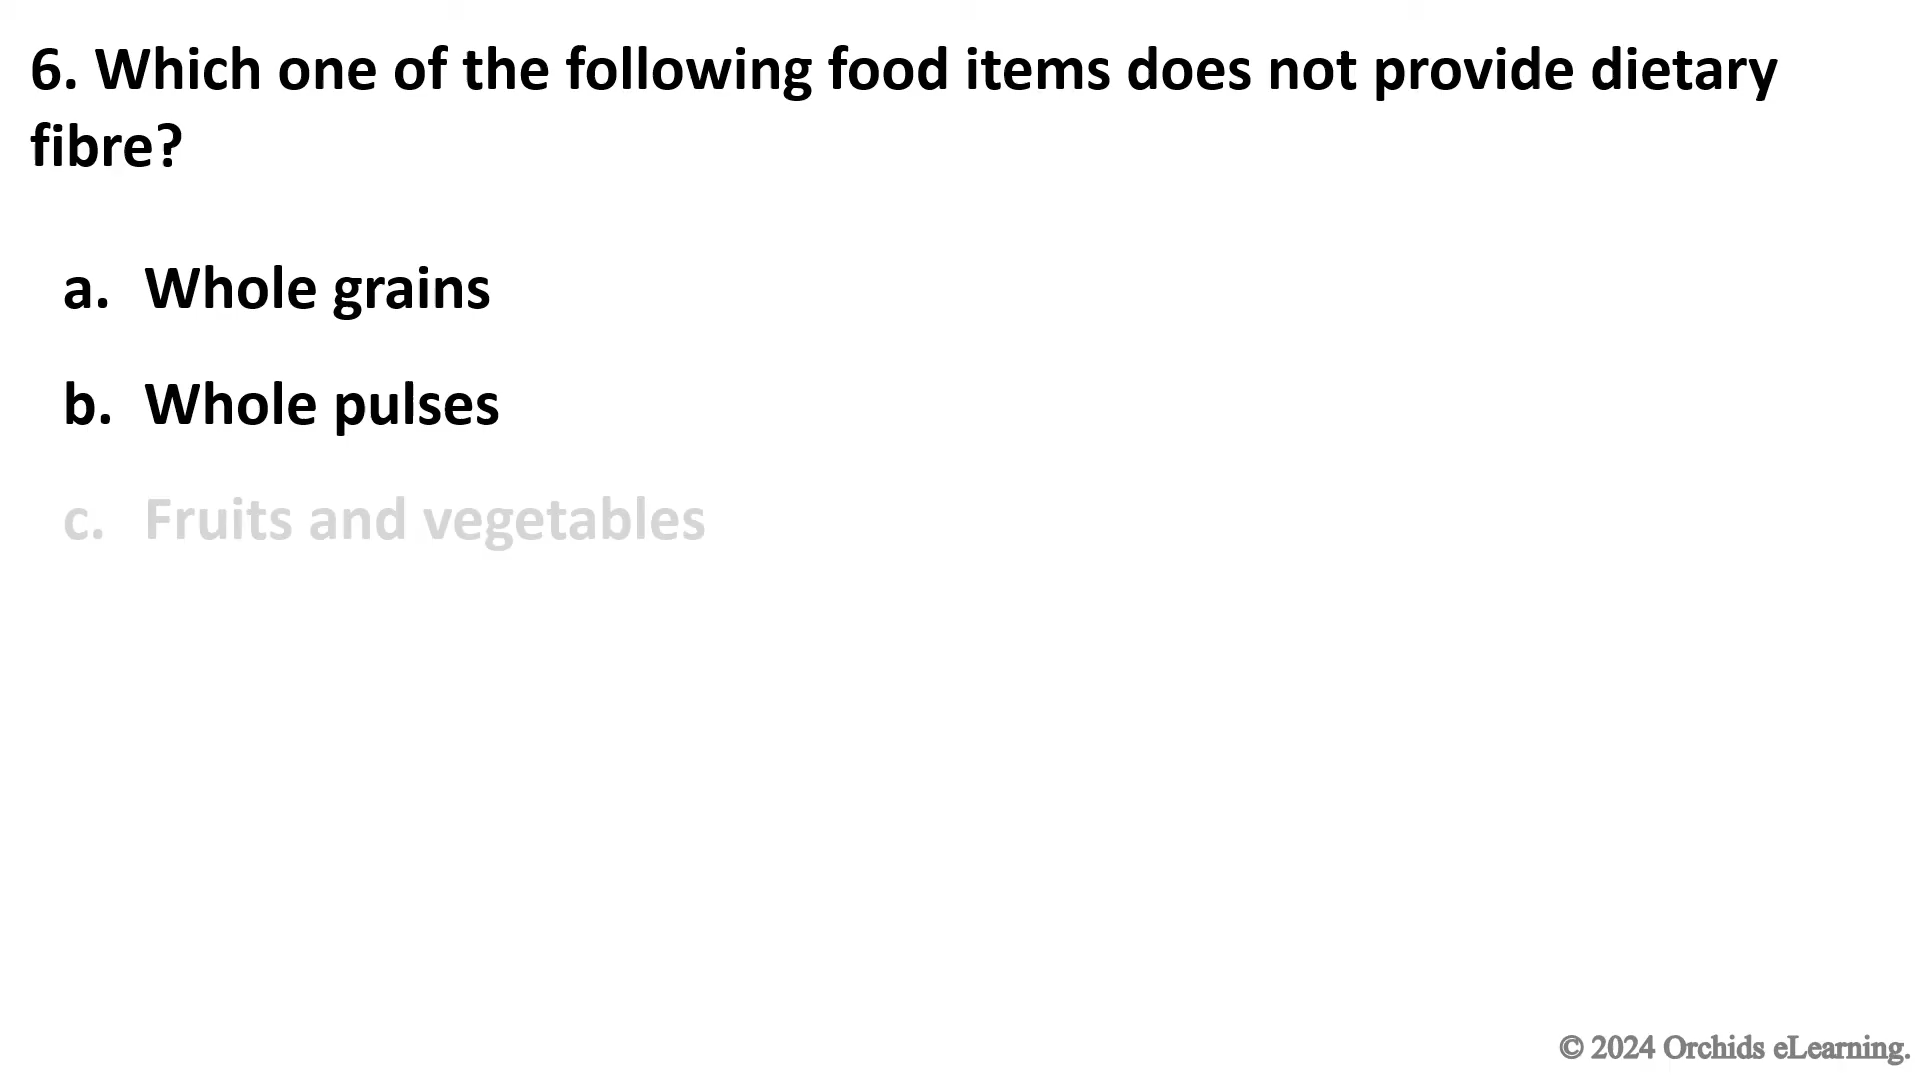 6. Which one of the following food items does not provide dietary
fibre?
a. Whole grains
b. Whole pulses
c. Fruits and vegetables
© 2024 Orchids eLearning.